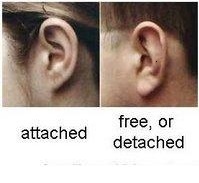 attached
free, or
detached